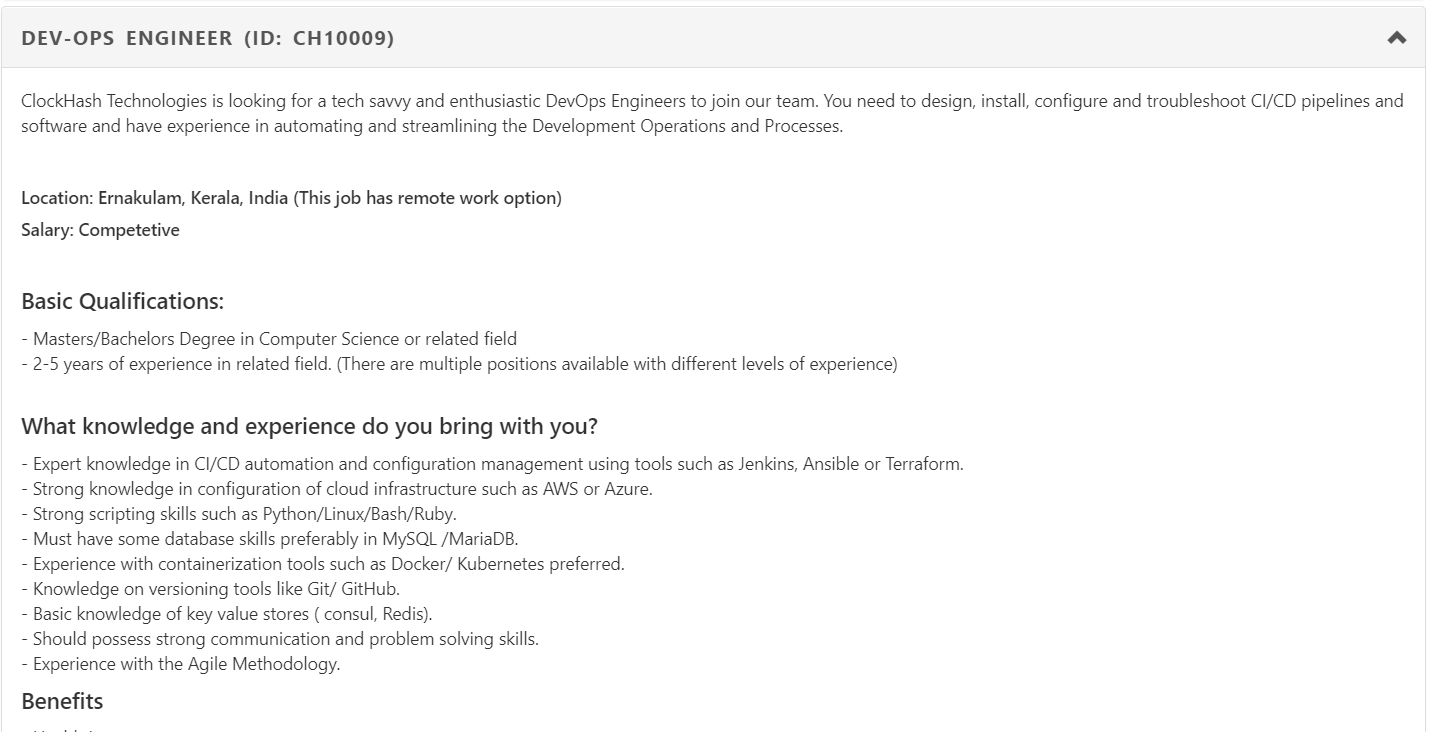 DEV-OPS ENGINEER (ID: CH10009)
ClockHash Technologies is looking for a tech savvy and enthusiastic DevOps Engineers to join our team. You need to design, install, configure and troubleshoot CI/CD pipelines and
software and have experience in automating and streamlining the Development Operations and Processes.
Location: Ernakulam, Kerala, India (This job has remote work option)
Salary: Competetive
Basic Qualifications:
- Masters/Bachelors Degree in Computer Science or related field
- 2-5 years of experience in related field. (There are multiple positions available with different levels of experience)
What knowledge and experience do you bring with you?
- Expert knowledge in CI/CD automation and configuration management using tools such as Jenkins, Ansible or Terraform.
- Strong knowledge in configuration of cloud infrastructure such as AWS or Azure.
- Strong scripting skills such as Python/Linux/Bash/Ruby.
- Must have some database skills preferably in MySQL /MariaDB.
- Experience with containerization tools such as Docker/ Kubernetes preferred.
- Knowledge on versioning tools like Git/ GitHub.
- Basic knowledge of key value stores ( consul, Redis).
- Should possess strong communication and problem solving skills.
- Experience with the Agile Methodology.
Benefits